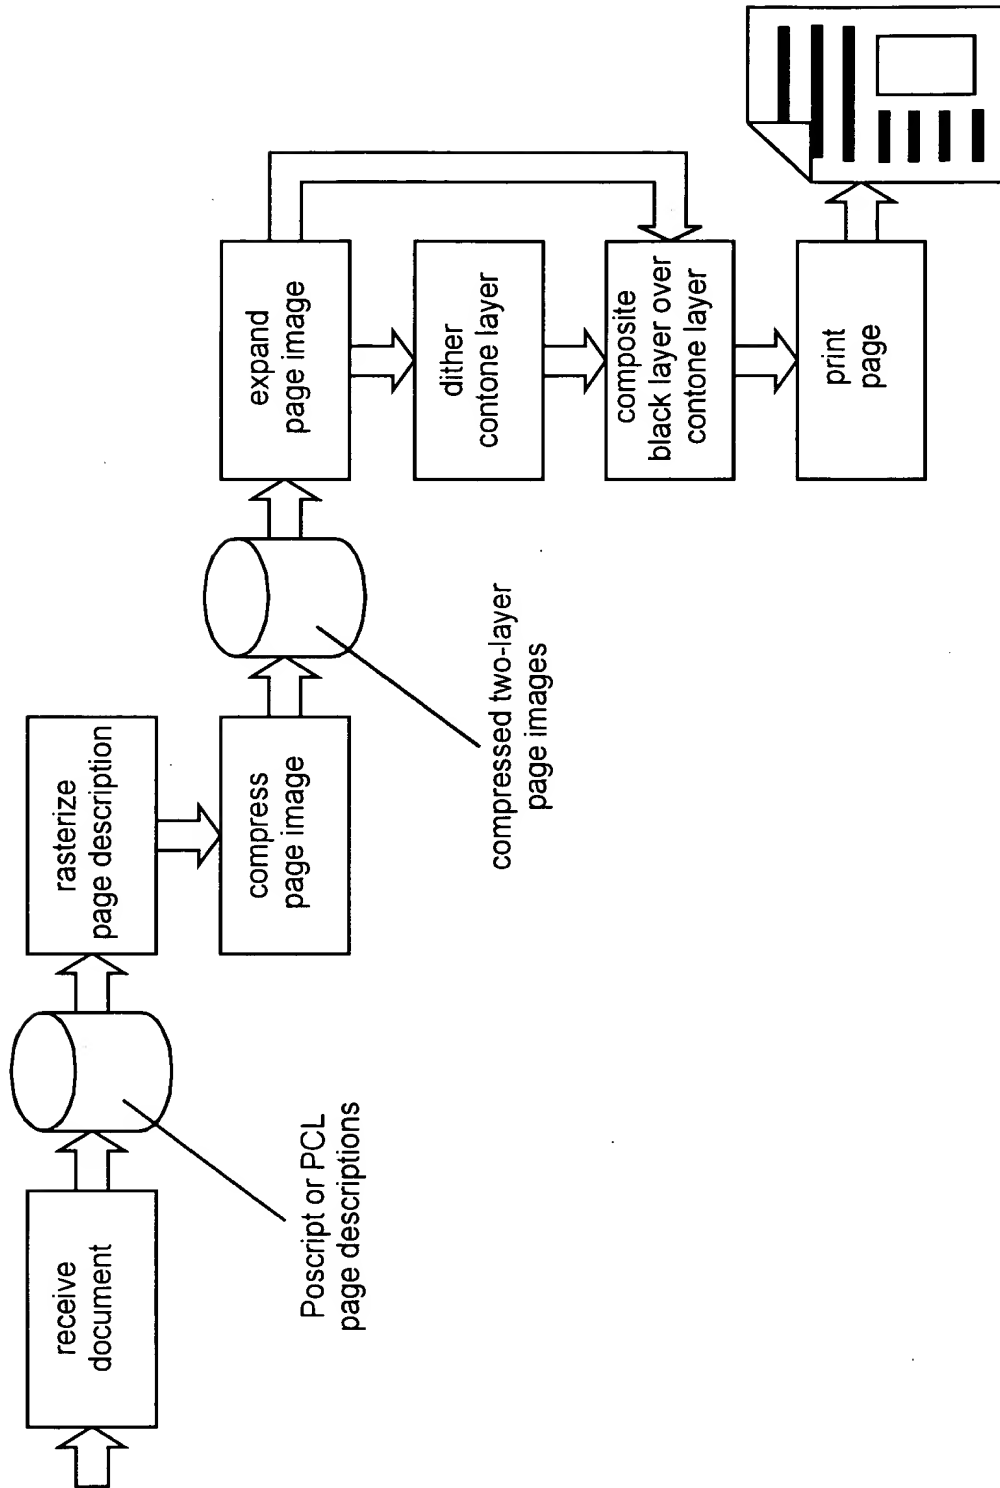 receive
document
Poscript or PCL
page descriptions
rasterize
page description
compress
page image
compressed two-layer
page images
expand
page image
dither
contone layer
composite
black layer over
contone layer
print
page